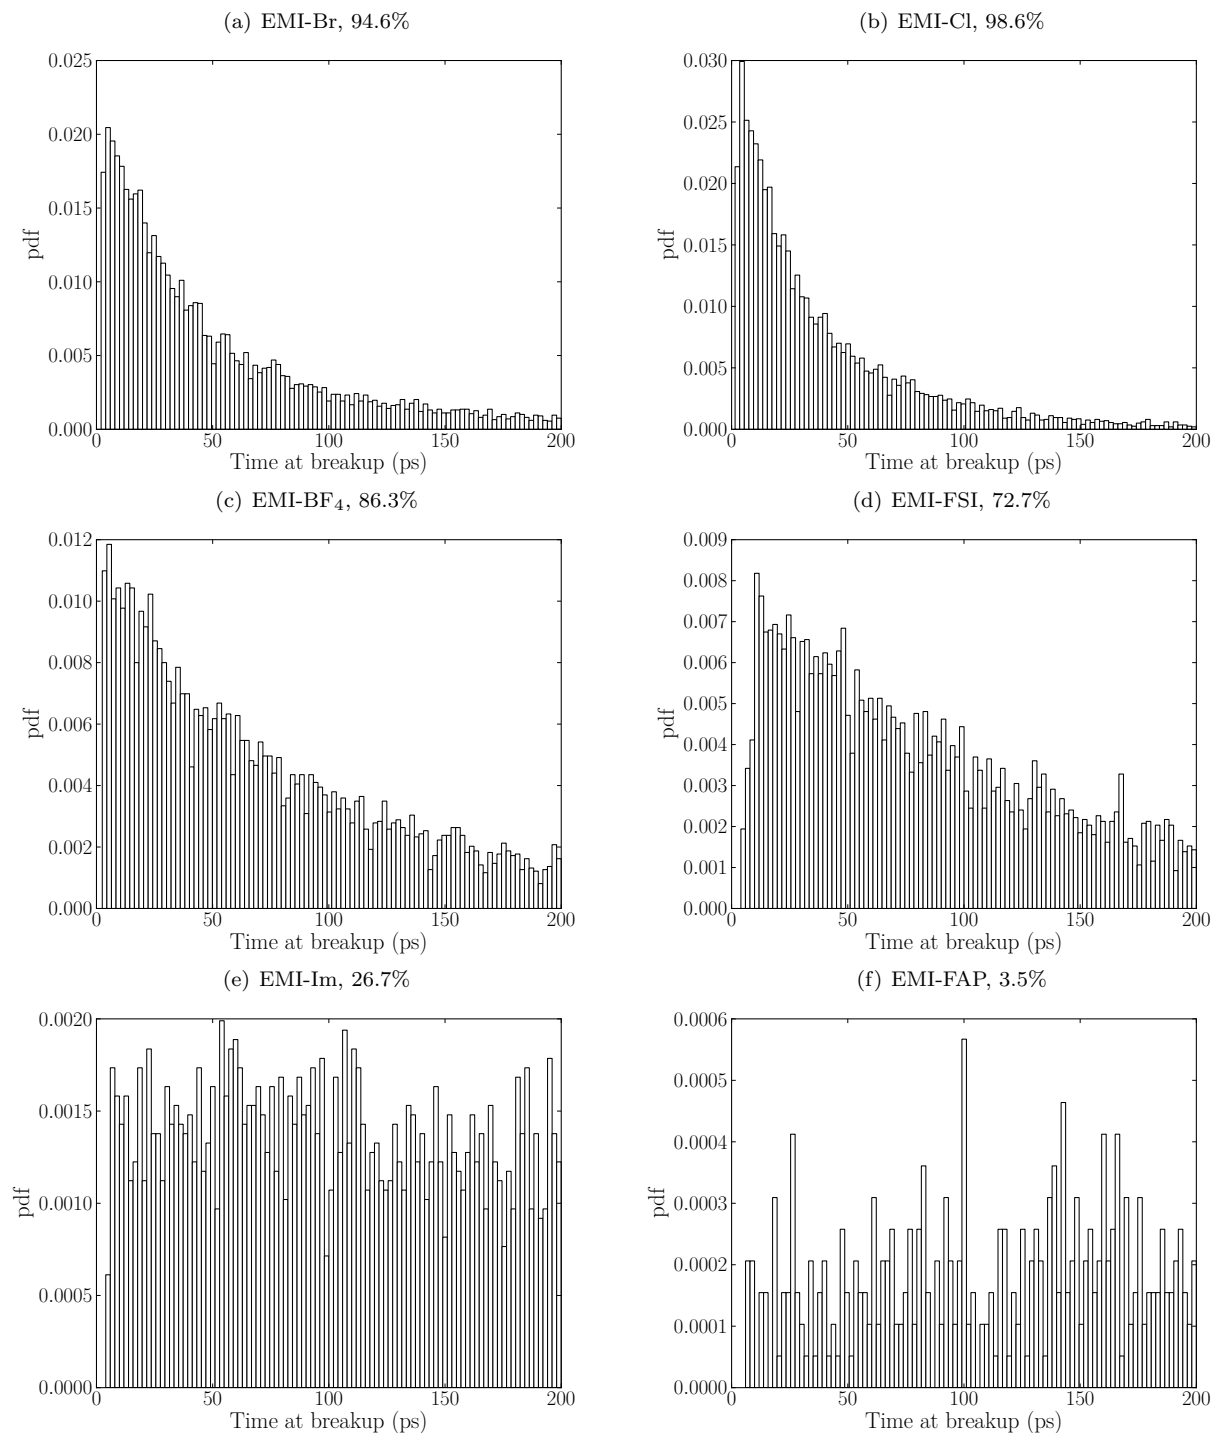 (a) EMI-Br, 94.6%
0.025
0.020
0.015
0.010
0.005
0.000
pdf
0 50 100 150 200
Time at breakup (ps)
(b) EMI-Cl, 98.6%
0.030
0.025
0.020
0.015
0.010
0.005
0.000
pdf
0 50 100 150 200
Time at breakup (ps)
(c) EMI-BF₄, 86.3%
0.012
0.010
0.008
0.006
0.004
0.002
0.000
pdf
0 50 100 150 200
Time at breakup (ps)
(d) EMI-FSI, 72.7%
0.009
0.008
0.007
0.006
0.005
0.004
0.003
0.002
0.001
0.000
pdf
0 50 100 150 200
Time at breakup (ps)
(e) EMI-Im, 26.7%
0.0020
0.0015
0.0010
0.0005
0.0000
pdf
0 50 100 150 200
Time at breakup (ps)
(f) EMI-FAP, 3.5%
0.0006
0.0005
0.0004
0.0003
0.0002
0.0001
0.0000
pdf
0 50 100 150 200
Time at breakup (ps)